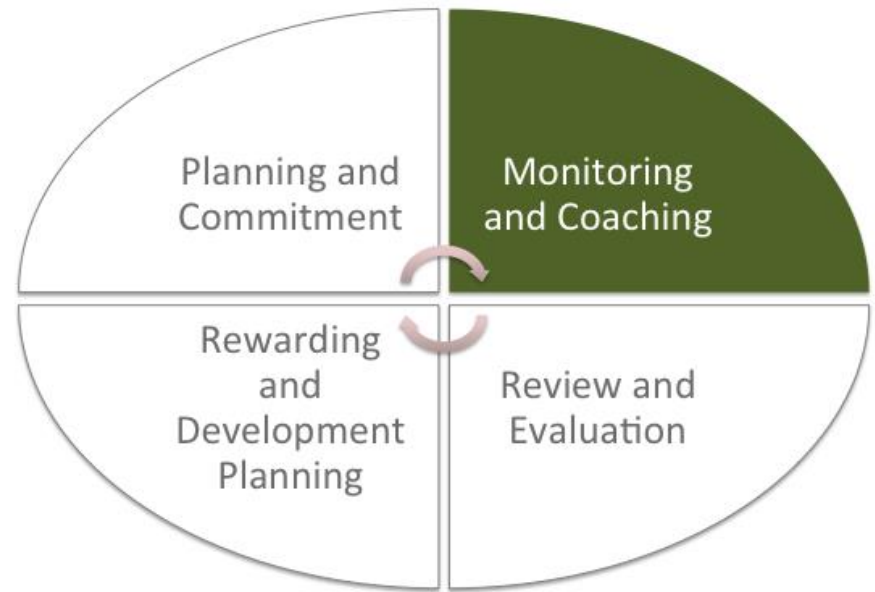 Planning and
Commitment
Monitoring
and Coaching
Rewarding
and
Development
Planning
Review and
Evaluation